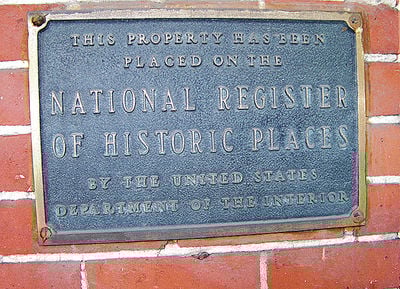 THIS PROPERTY HAS BEEN
PLACED ON THE
NATIONAL REGISTER
OF HISTORIC PLACES
BY THE UNITED STATES
DEPARTMENT OF THE INTERIOR